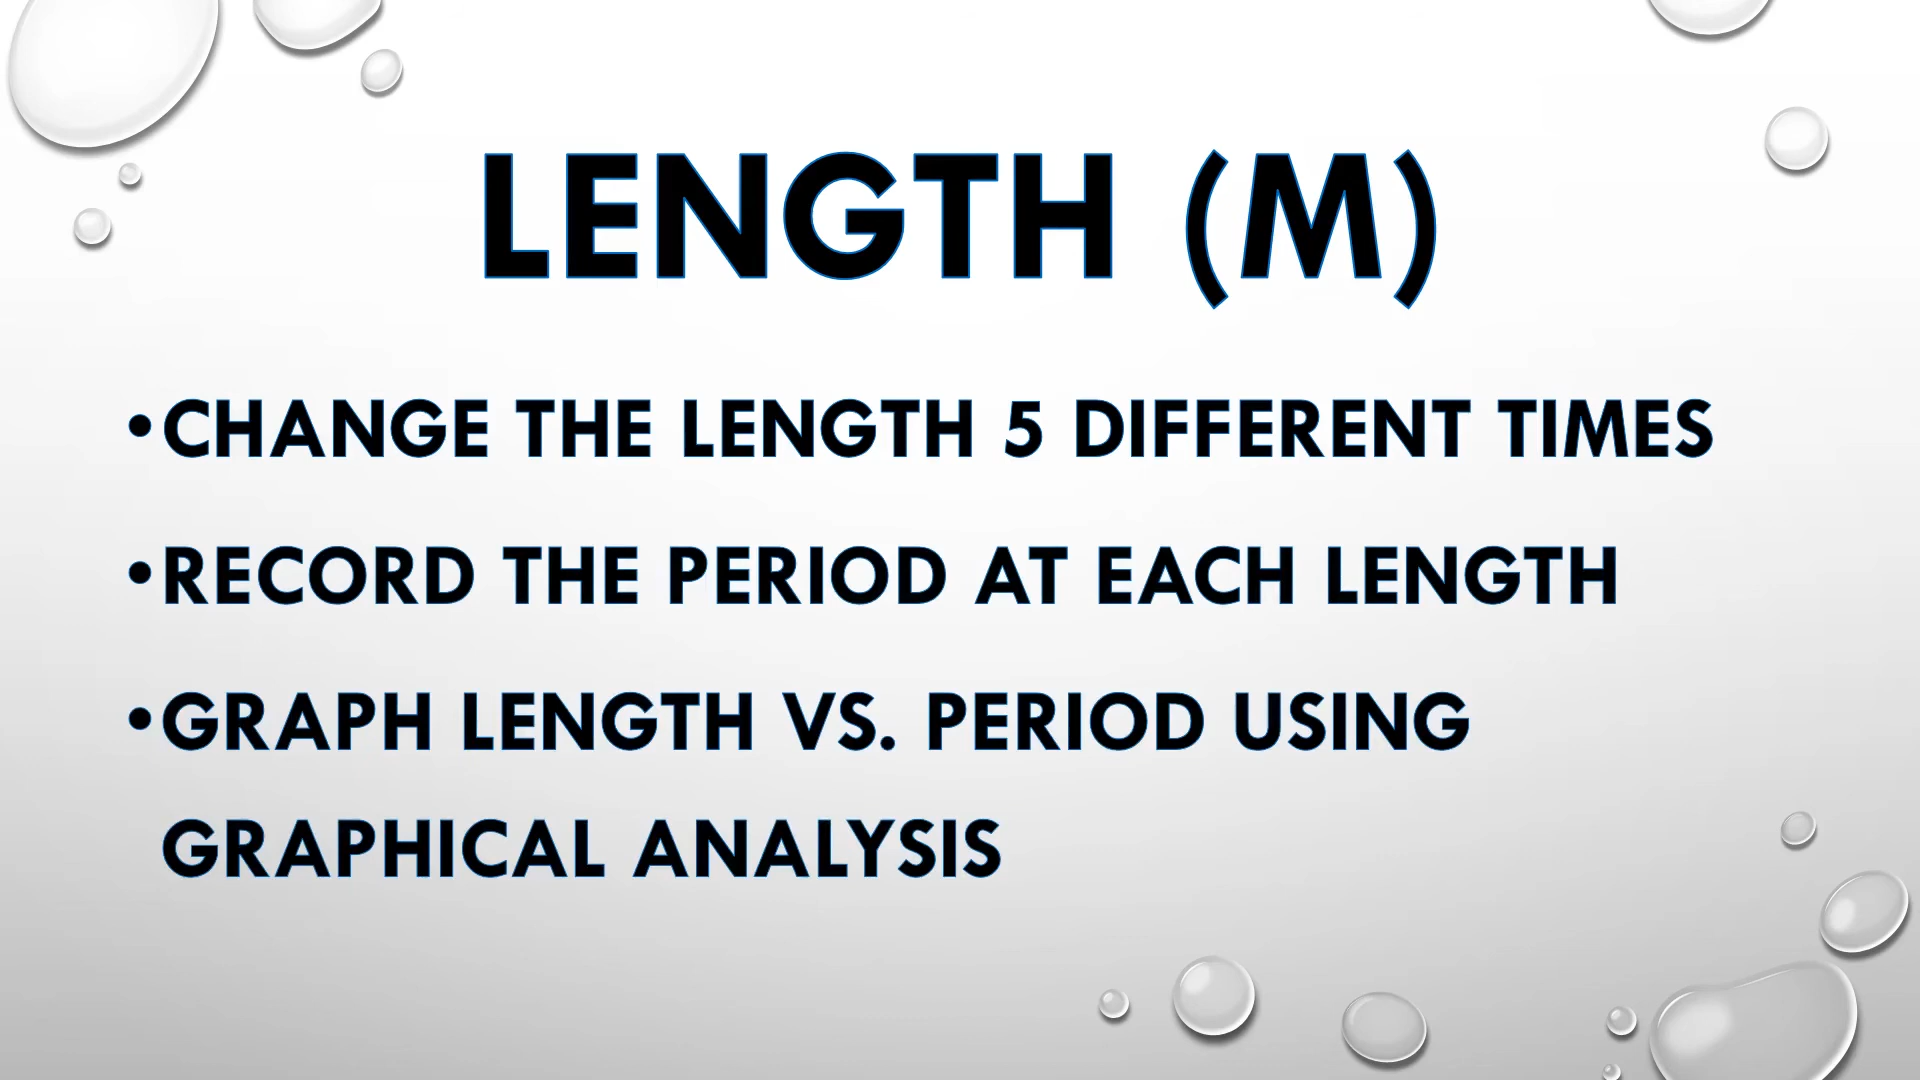 LENGTH (M)
•CHANGE THE LENGTH 5 DIFFERENT TIMES
•RECORD THE PERIOD AT EACH LENGTH
•GRAPH LENGTH VS. PERIOD USING
GRAPHICAL ANALYSIS